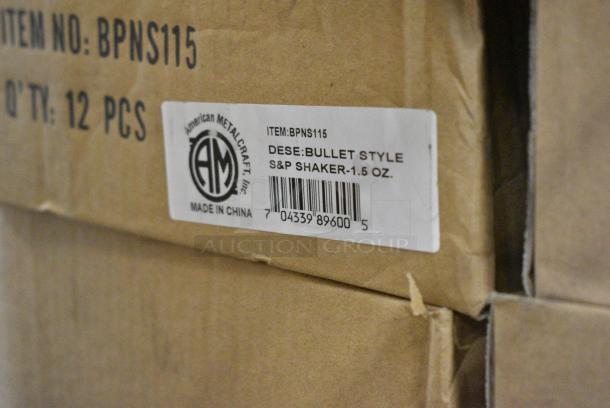 ITEM NO: BPNS115
Q'TY: 12 PCS
American METALCRAFT, Inc.
AM
MADE IN CHINA
ITEM:BPNS115
DESE:BULLET STYLE
S&P SHAKER-1.5 OZ.
7 04339 89600 5
AUCTION GROUP